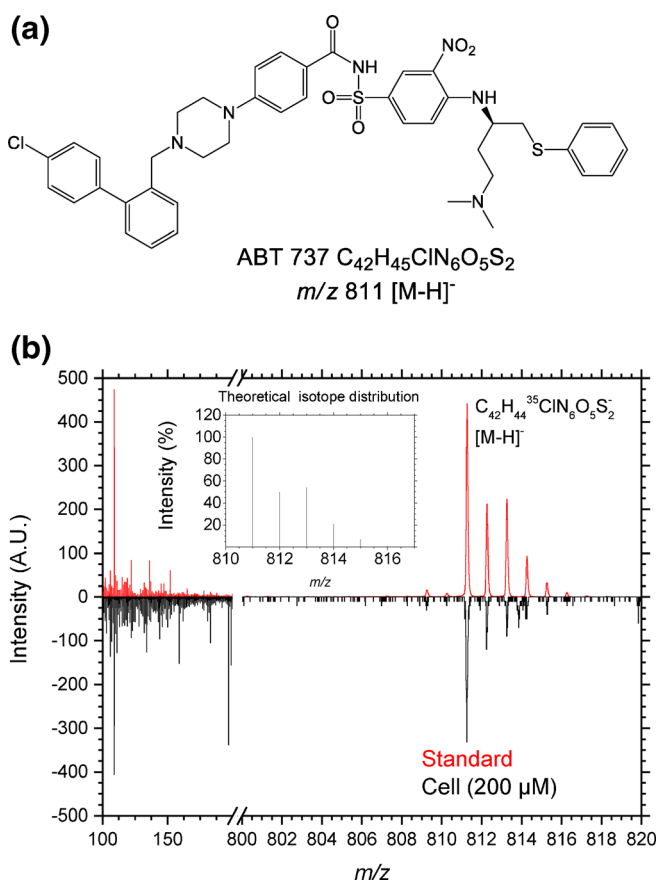 (a)
O
NH
NO₂
N
O
S
O
NH
Cl
N
S
N
ABT 737 C₄₂H₄₅ClN₆O₅S₂
m/z 811 [M-H]⁻
(b)
500
400
300
200
100
0
-100
-200
-300
-400
-500
Intensity (A.U.)
Theoretical isotope distribution
120
100
80
60
40
20
Intensity (%)
810 812 814 816
m/z
C₄₂H₄₄³⁵ClN₆O₅S₂⁻
[M-H]⁻
Standard
Cell (200 µM)
100 150 800 802 804 806 808 810 812 814 816 818 820
m/z